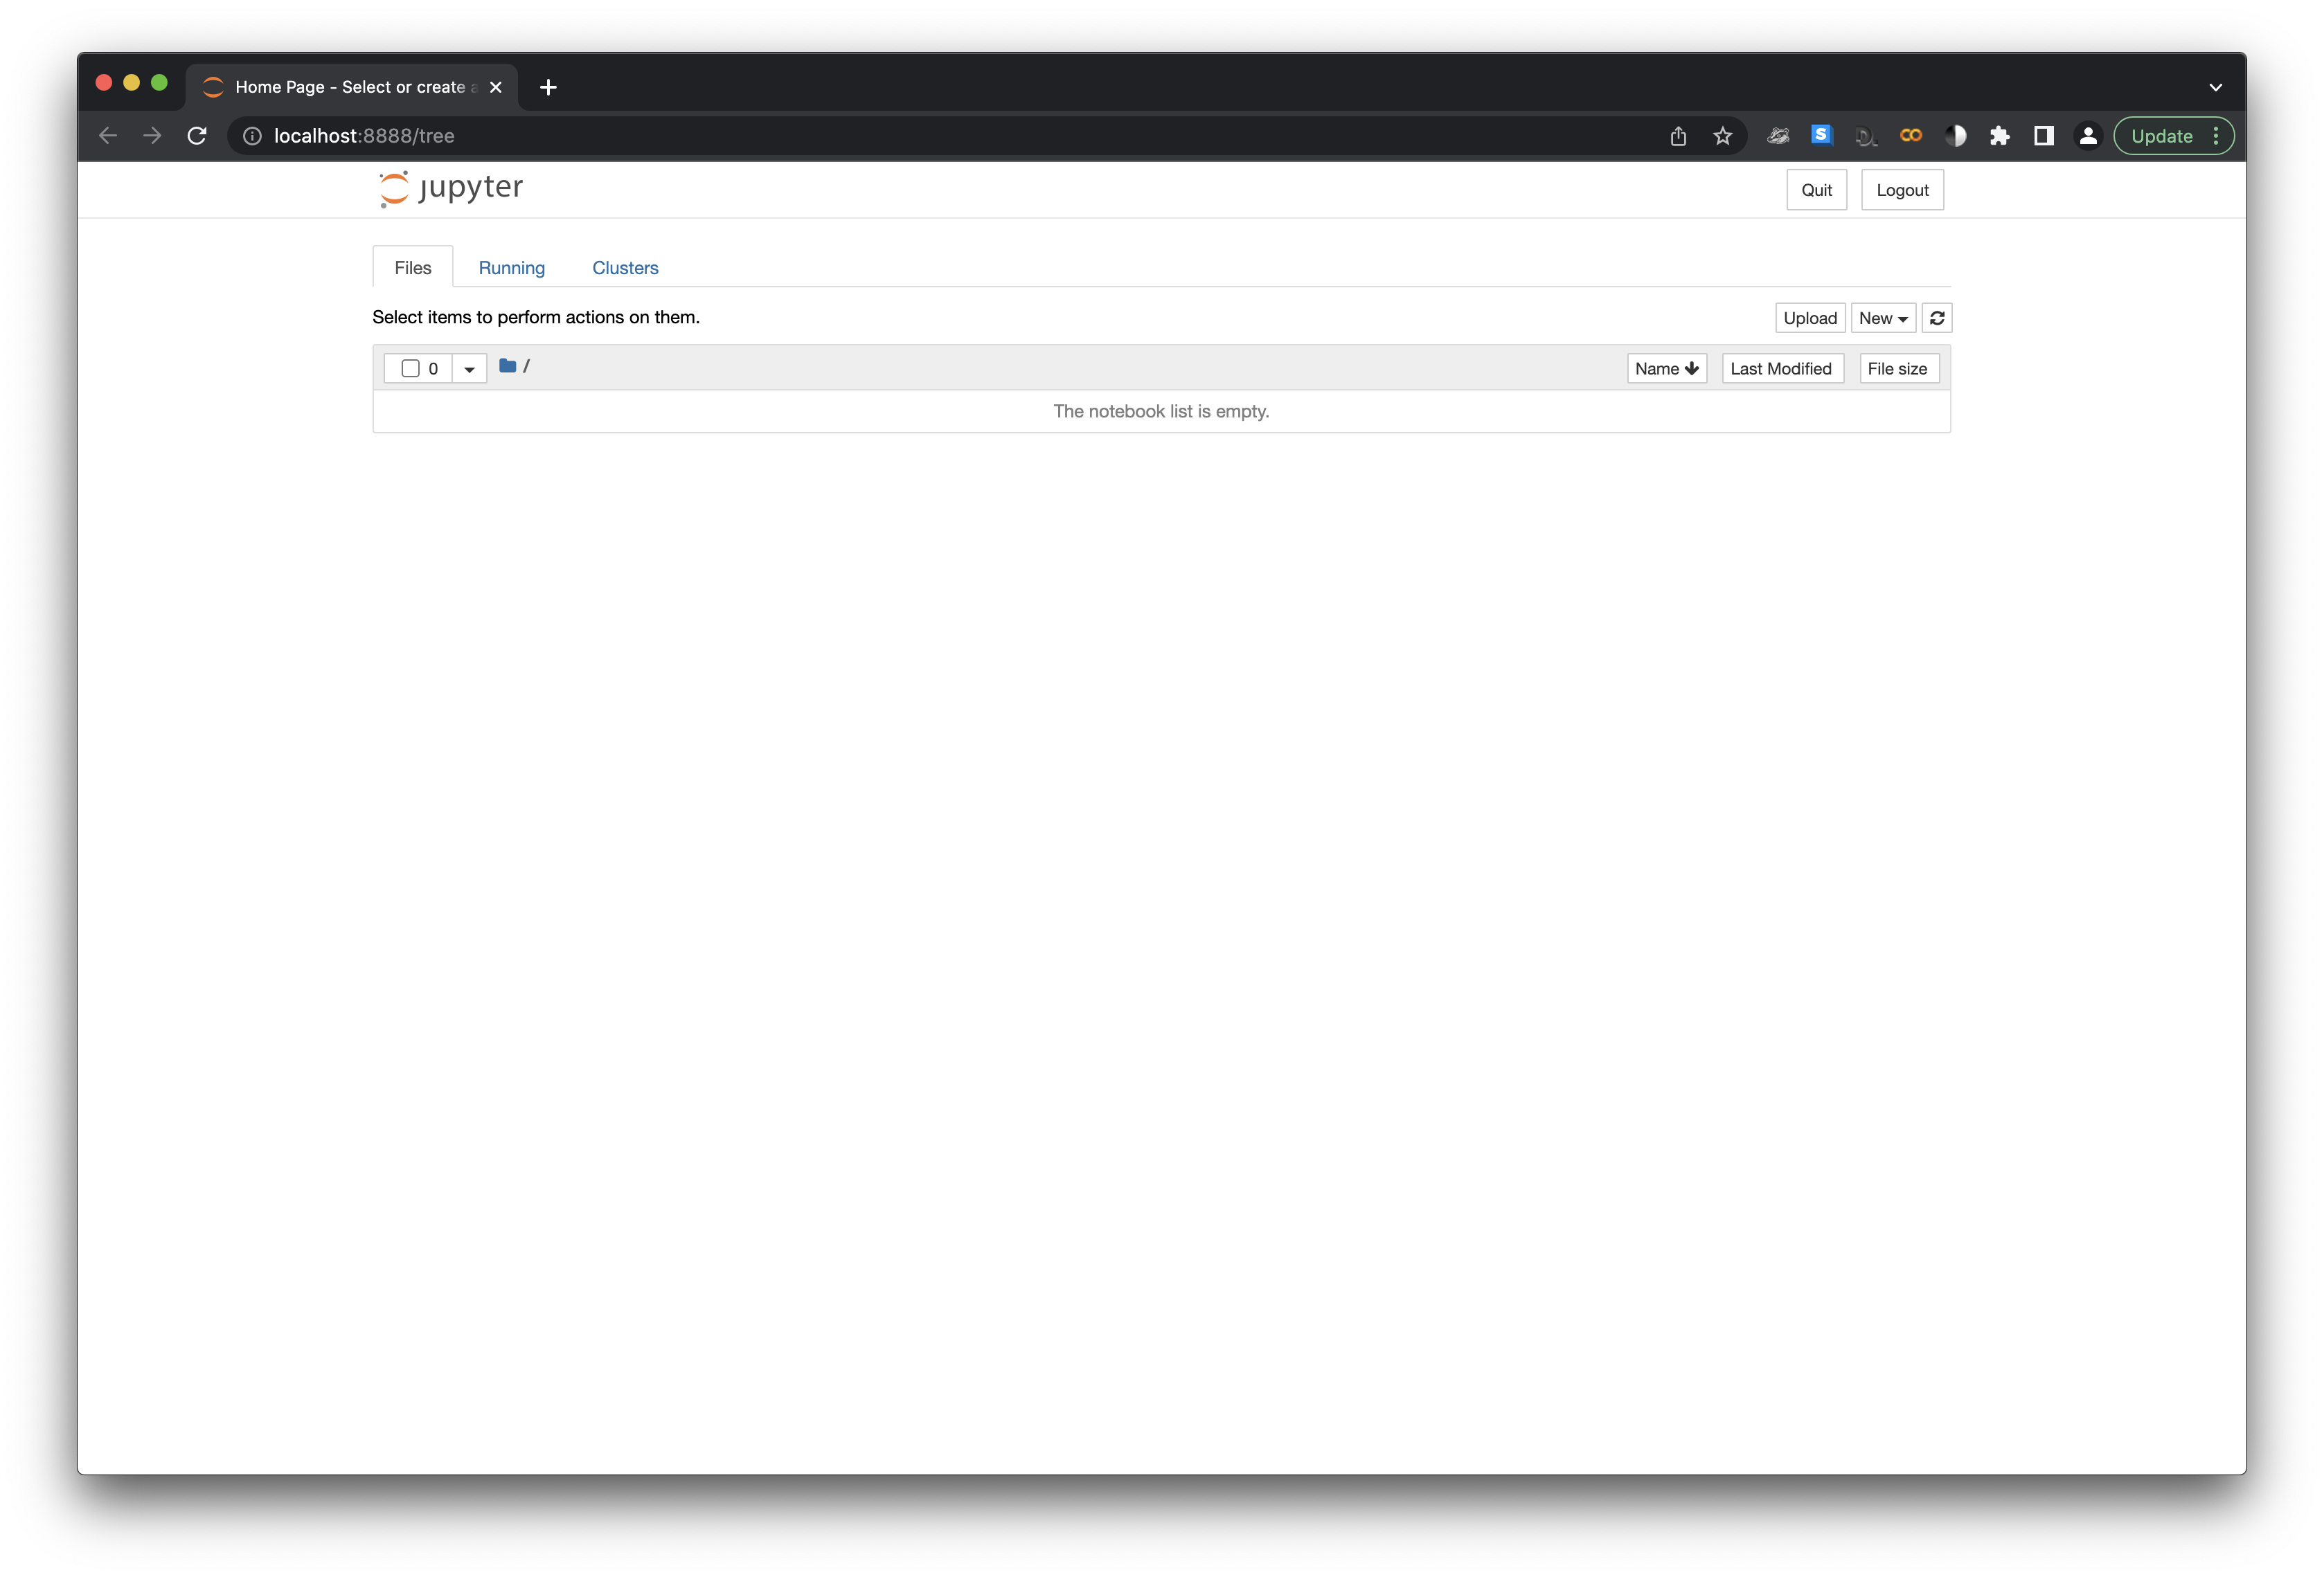 Home Page - Select or create a
localhost:8888/tree
Update
jupyter
Quit Logout
Files Running Clusters
Select items to perform actions on them.
Upload New
0 / Name Last Modified File size
The notebook list is empty.